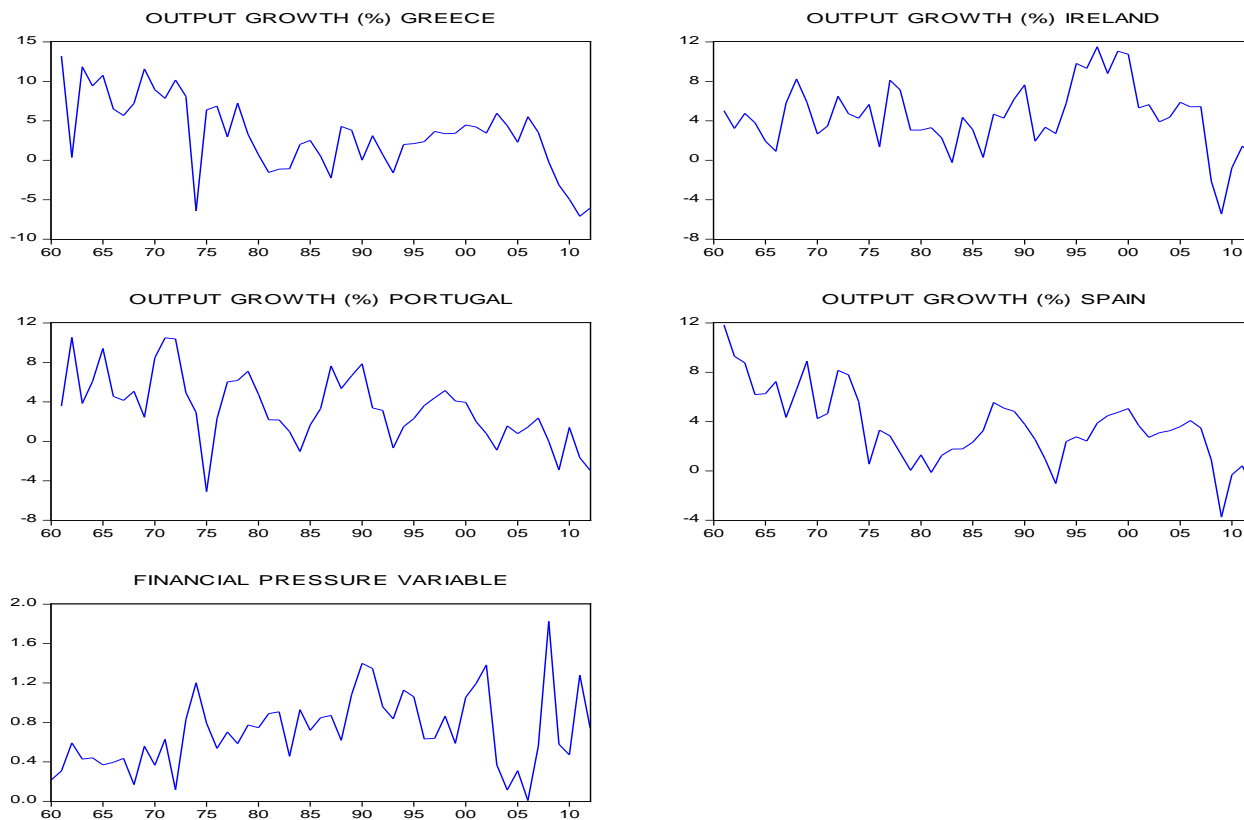 OUTPUT GROWTH (%) GREECE
15
10
5
0
-5
-10
60 65 70 75 80 85 90 95 00 05 10
OUTPUT GROWTH (%) IRELAND
12
8
4
0
-4
-8
60 65 70 75 80 85 90 95 00 05 10
OUTPUT GROWTH (%) PORTUGAL
12
8
4
0
-4
-8
60 65 70 75 80 85 90 95 00 05 10
OUTPUT GROWTH (%) SPAIN
12
8
4
0
-4
60 65 70 75 80 85 90 95 00 05 10
FINANCIAL PRESSURE VARIABLE
2.0
1.6
1.2
0.8
0.4
0.0
60 65 70 75 80 85 90 95 00 05 10